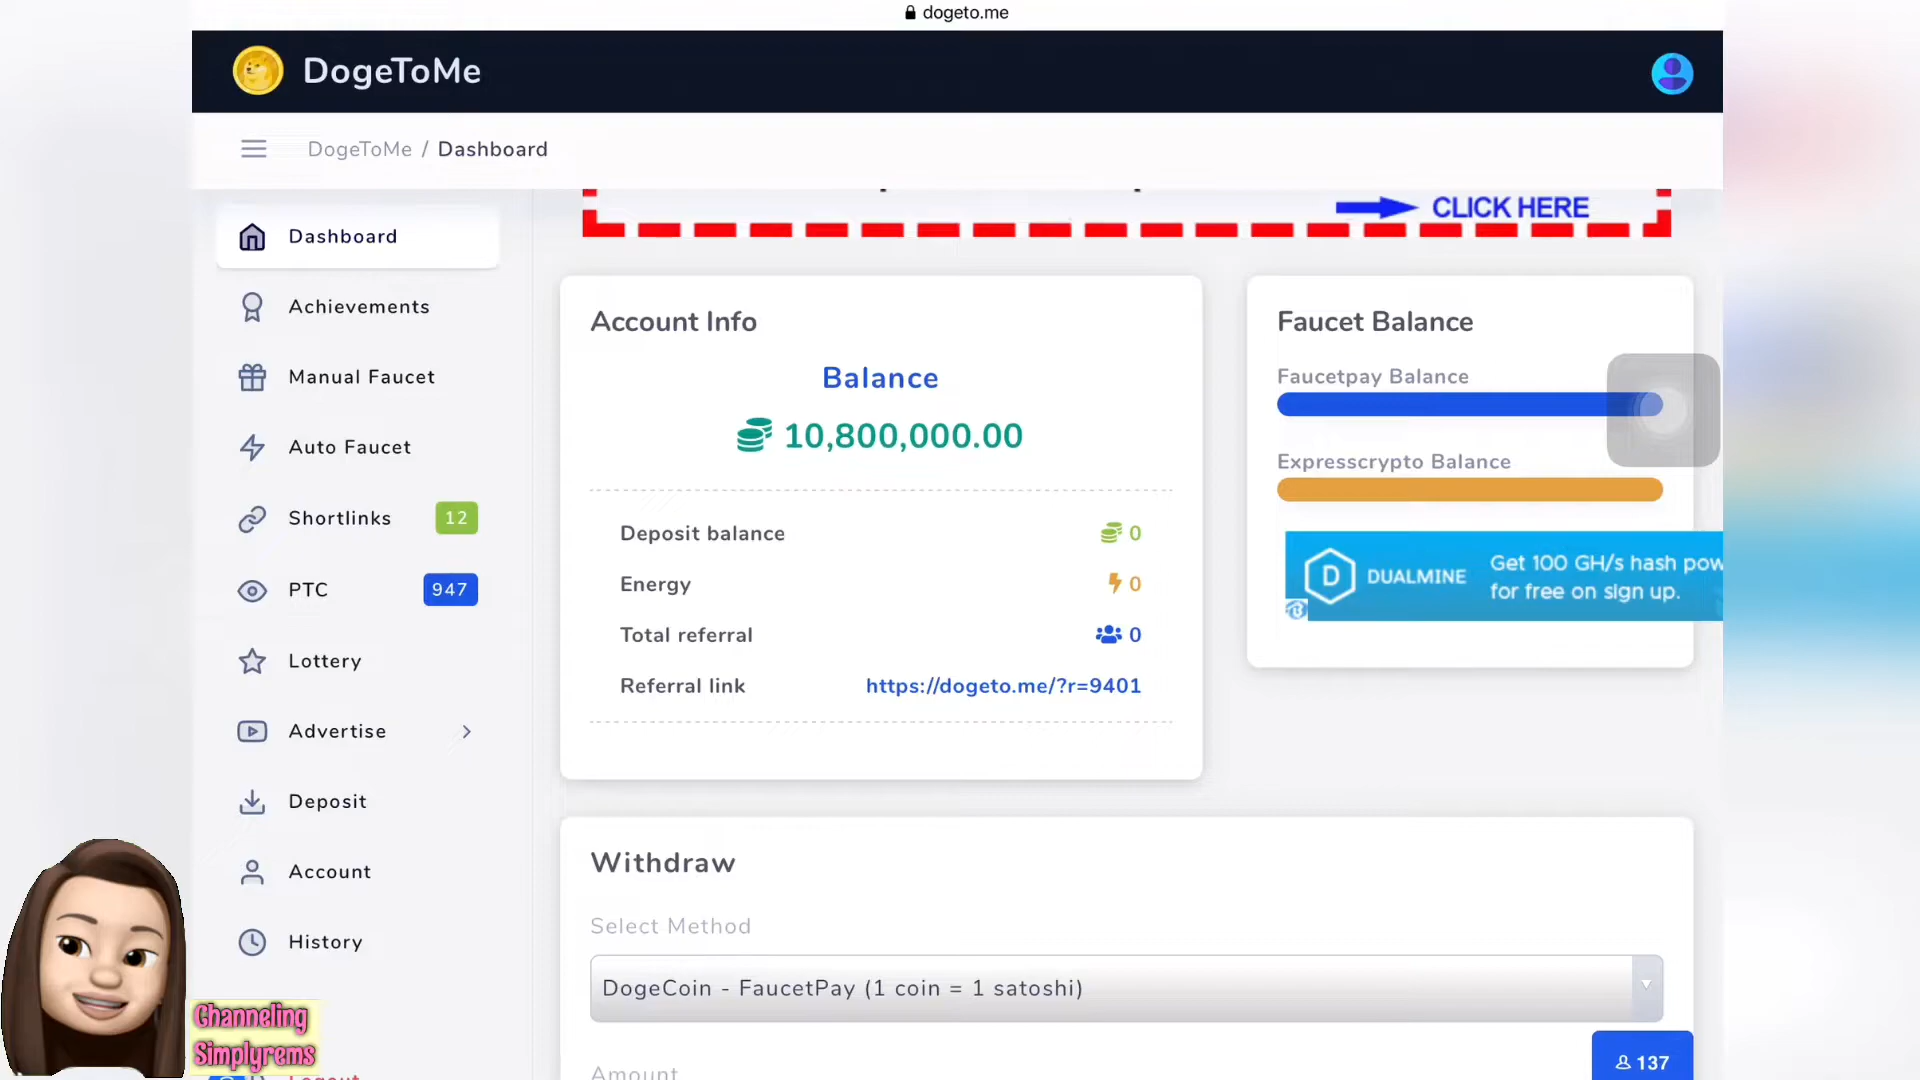 dogeto.me
DogeToMe
DogeToMe / Dashboard
CLICK HERE
Dashboard
Achievements
Manual Faucet
Auto Faucet
Shortlinks 12
PTC 947
Lottery
Advertise
Deposit
Account
History
Account Info
Balance
10,800,000.00
Deposit balance 0
Energy 0
Total referral 0
Referral link https://dogeto.me/?r=9401
Faucet Balance
Faucetpay Balance
Expresscrypto Balance
DUALMINE
Get 100 GH/s hash pow
for free on sign up.
Withdraw
Select Method
DogeCoin - FaucetPay (1 coin = 1 satoshi)
Amount
137
Channeling
Simplyrems